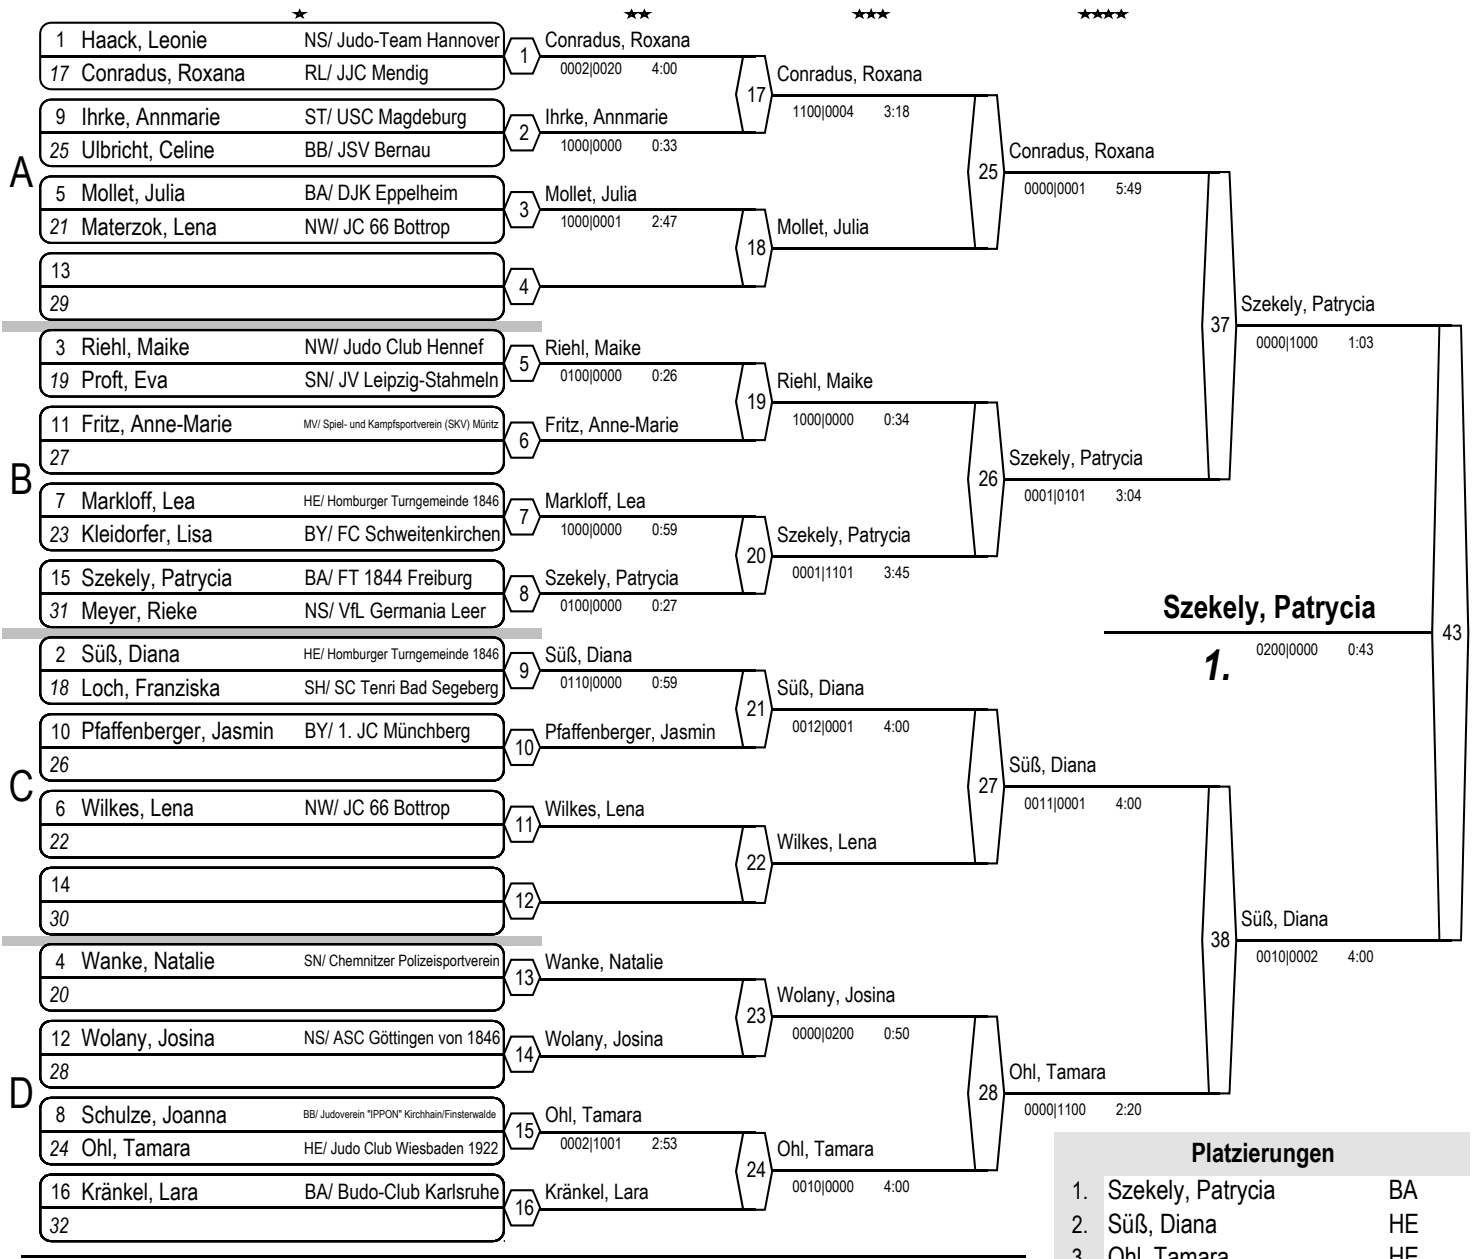 ★ ★★ ★★★ ★★★★
A
1 Haack, Leonie NS/ Judo-Team Hannover
17 Conradus, Roxana RL/ JJC Mendig
1
9 Ihrke, Annmarie ST/ USC Magdeburg
25 Ulbricht, Celine BB/ JSV Bernau
2
5 Mollet, Julia BA/ DJK Eppelheim
21 Materzok, Lena NW/ JC 66 Bottrop
3
13
29
4
B
3 Riehl, Maike NW/ Judo Club Hennef
19 Proft, Eva SN/ JV Leipzig-Stahmeln
5
11 Fritz, Anne-Marie MV/ Spiel- und Kampfsportverein (SKV) Müritz
27
6
7 Markloff, Lea HE/ Homburger Turngemeinde 1846
23 Kleidorfer, Lisa BY/ FC Schweitenkirchen
7
15 Szekely, Patrycia BA/ FT 1844 Freiburg
31 Meyer, Rieke NS/ VfL Germania Leer
8
C
2 Süß, Diana HE/ Homburger Turngemeinde 1846
18 Loch, Franziska SH/ SC Tenri Bad Segeberg
9
10 Pfaffenberger, Jasmin BY/ 1. JC Münchberg
26
10
6 Wilkes, Lena NW/ JC 66 Bottrop
22
11
14
30
12
D
4 Wanke, Natalie SN/ Chemnitzer Polizeisportverein
20
13
12 Wolany, Josina NS/ ASC Göttingen von 1846
28
14
8 Schulze, Joanna BB/ Judoverein "IPPON" Kirchhain/Finsterwalde
24 Ohl, Tamara HE/ Judo Club Wiesbaden 1922
15
16 Kränkel, Lara BA/ Budo-Club Karlsruhe
32
16
Conradus, Roxana
0002|0020 4:00
Ihrke, Annmarie
1000|0000 0:33
Mollet, Julia
1000|0001 2:47
Riehl, Maike
0100|0000 0:26
Fritz, Anne-Marie
Markloff, Lea
1000|0000 0:59
Szekely, Patrycia
0100|0000 0:27
Süß, Diana
0110|0000 0:59
Pfaffenberger, Jasmin
Wilkes, Lena
Wanke, Natalie
Wolany, Josina
Ohl, Tamara
0002|1001 2:53
Kränkel, Lara
17
Conradus, Roxana
1100|0004 3:18
18
Mollet, Julia
19
Riehl, Maike
1000|0000 0:34
20
Szekely, Patrycia
0001|1101 3:45
21
Süß, Diana
0012|0001 4:00
22
Wilkes, Lena
23
Wolany, Josina
0000|0200 0:50
24
Ohl, Tamara
0010|0000 4:00
25
Conradus, Roxana
0000|0001 5:49
26
Szekely, Patrycia
0001|0101 3:04
27
Süß, Diana
0011|0001 4:00
28
Ohl, Tamara
0000|1100 2:20
37
Szekely, Patrycia
0000|1000 1:03
38
Süß, Diana
0010|0002 4:00
43
Szekely, Patrycia
1. 0200|0000 0:43
Platzierungen
1. Szekely, Patrycia BA
2. Süß, Diana HE
3. Ohl, Tamara HE